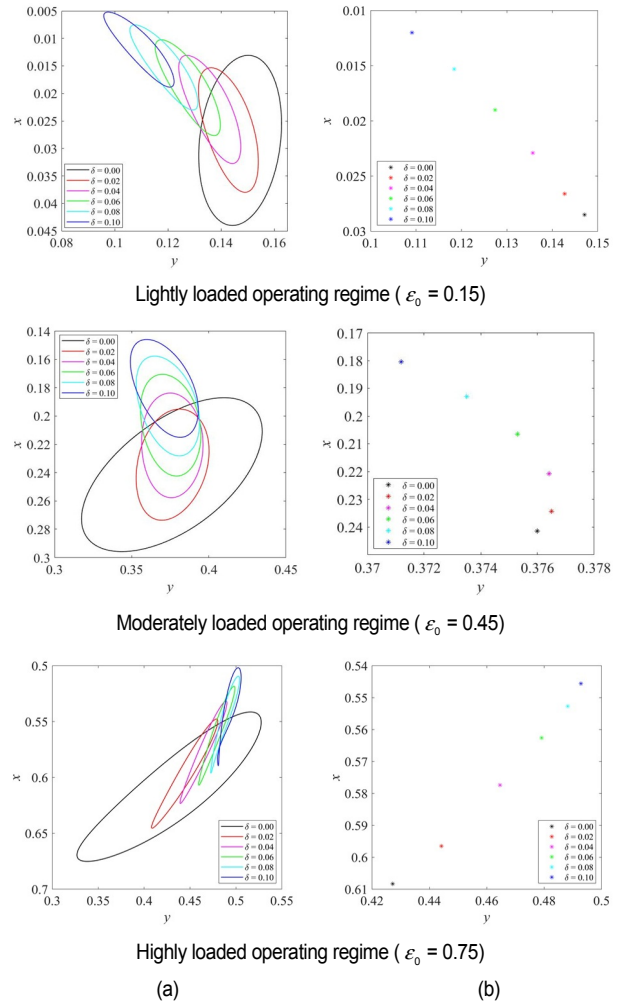 0
0.005
0.01
0.015
0.02
0.025
0.03
0.035
0.04
0.045
x
0.08 0.1 0.12 0.14 0.16
y
δ = 0.00
δ = 0.02
δ = 0.04
δ = 0.06
δ = 0.08
δ = 0.10
0.01
0.015
0.02
0.025
0.03
x
0.1 0.11 0.12 0.13 0.14 0.15
y
δ = 0.00
δ = 0.02
δ = 0.04
δ = 0.06
δ = 0.08
δ = 0.10
Lightly loaded operating regime ( ε₀ = 0.15)
0.14
0.16
0.18
0.2
0.22
0.24
0.26
0.28
0.3
x
0.3 0.35 0.4 0.45
y
δ = 0.00
δ = 0.02
δ = 0.04
δ = 0.06
δ = 0.08
δ = 0.10
0.17
0.18
0.19
0.2
0.21
0.22
0.23
0.24
x
0.37 0.372 0.374 0.376 0.378
y
δ = 0.00
δ = 0.02
δ = 0.04
δ = 0.06
δ = 0.08
δ = 0.10
Moderately loaded operating regime ( ε₀ = 0.45)
0.5
0.55
0.6
0.65
0.7
x
0.3 0.35 0.4 0.45 0.5 0.55
y
δ = 0.00
δ = 0.02
δ = 0.04
δ = 0.06
δ = 0.08
δ = 0.10
0.54
0.55
0.56
0.57
0.58
0.59
0.6
0.61
x
0.42 0.44 0.46 0.48 0.5
y
δ = 0.00
δ = 0.02
δ = 0.04
δ = 0.06
δ = 0.08
δ = 0.10
Highly loaded operating regime ( ε₀ = 0.75)
(a) (b)